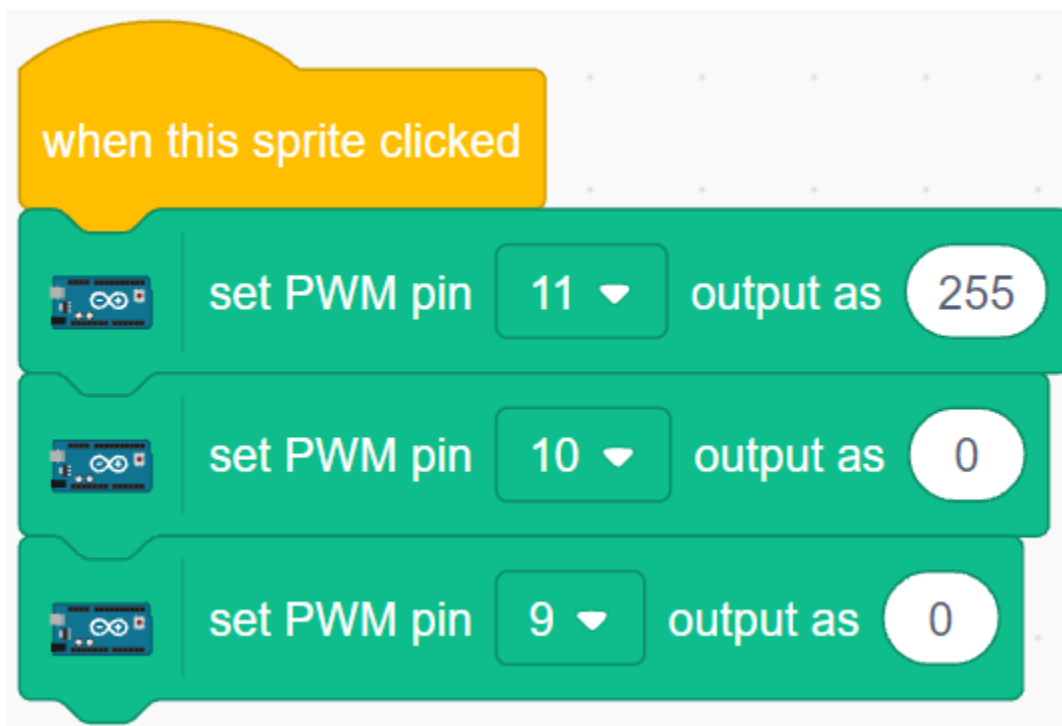 when this sprite clicked
set PWM pin 11 output as 255
set PWM pin 10 output as 0
set PWM pin 9 output as 0